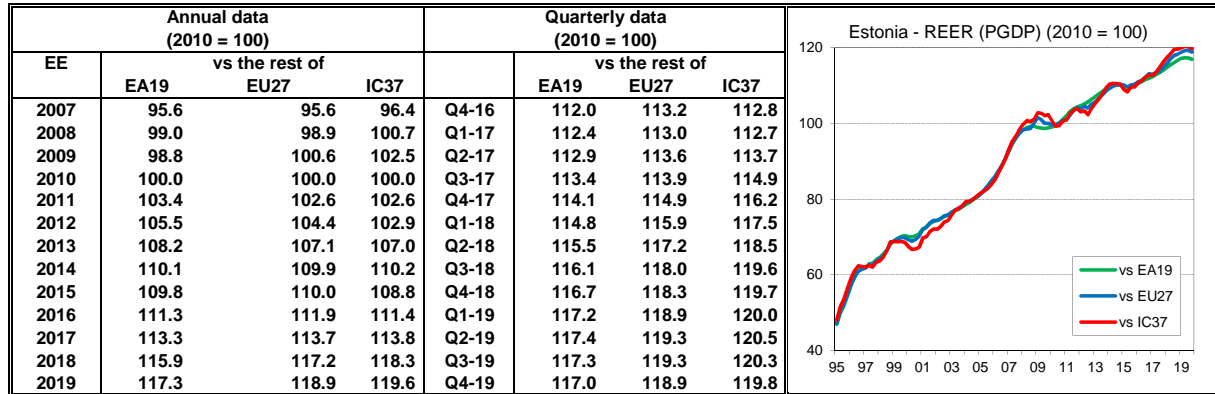 Annual data Quarterly data
(2010 = 100) (2010 = 100)
EE vs the rest of vs the rest of
EA19 EU27 IC37 EA19 EU27 IC37
2007 95.6 95.6 96.4 Q4-16 112.0 113.2 112.8
2008 99.0 98.9 100.7 Q1-17 112.4 113.0 112.7
2009 98.8 100.6 102.5 Q2-17 112.9 113.6 113.7
2010 100.0 100.0 100.0 Q3-17 113.4 113.9 114.9
2011 103.4 102.6 102.6 Q4-17 114.1 114.9 116.2
2012 105.5 104.4 102.9 Q1-18 114.8 115.9 117.5
2013 108.2 107.1 107.0 Q2-18 115.5 117.2 118.5
2014 110.1 109.9 110.2 Q3-18 116.1 118.0 119.6
2015 109.8 110.0 108.8 Q4-18 116.7 118.3 119.7
2016 111.3 111.9 111.4 Q1-19 117.2 118.9 120.0
2017 113.3 113.7 113.8 Q2-19 117.4 119.3 120.5
2018 115.9 117.2 118.3 Q3-19 117.3 119.3 120.3
2019 117.3 118.9 119.6 Q4-19 117.0 118.9 119.8
Estonia - REER (PGDP) (2010 = 100)
120
100
80
60
40
vs EA19
vs EU27
vs IC37
95 97 99 01 03 05 07 09 11 13 15 17 19